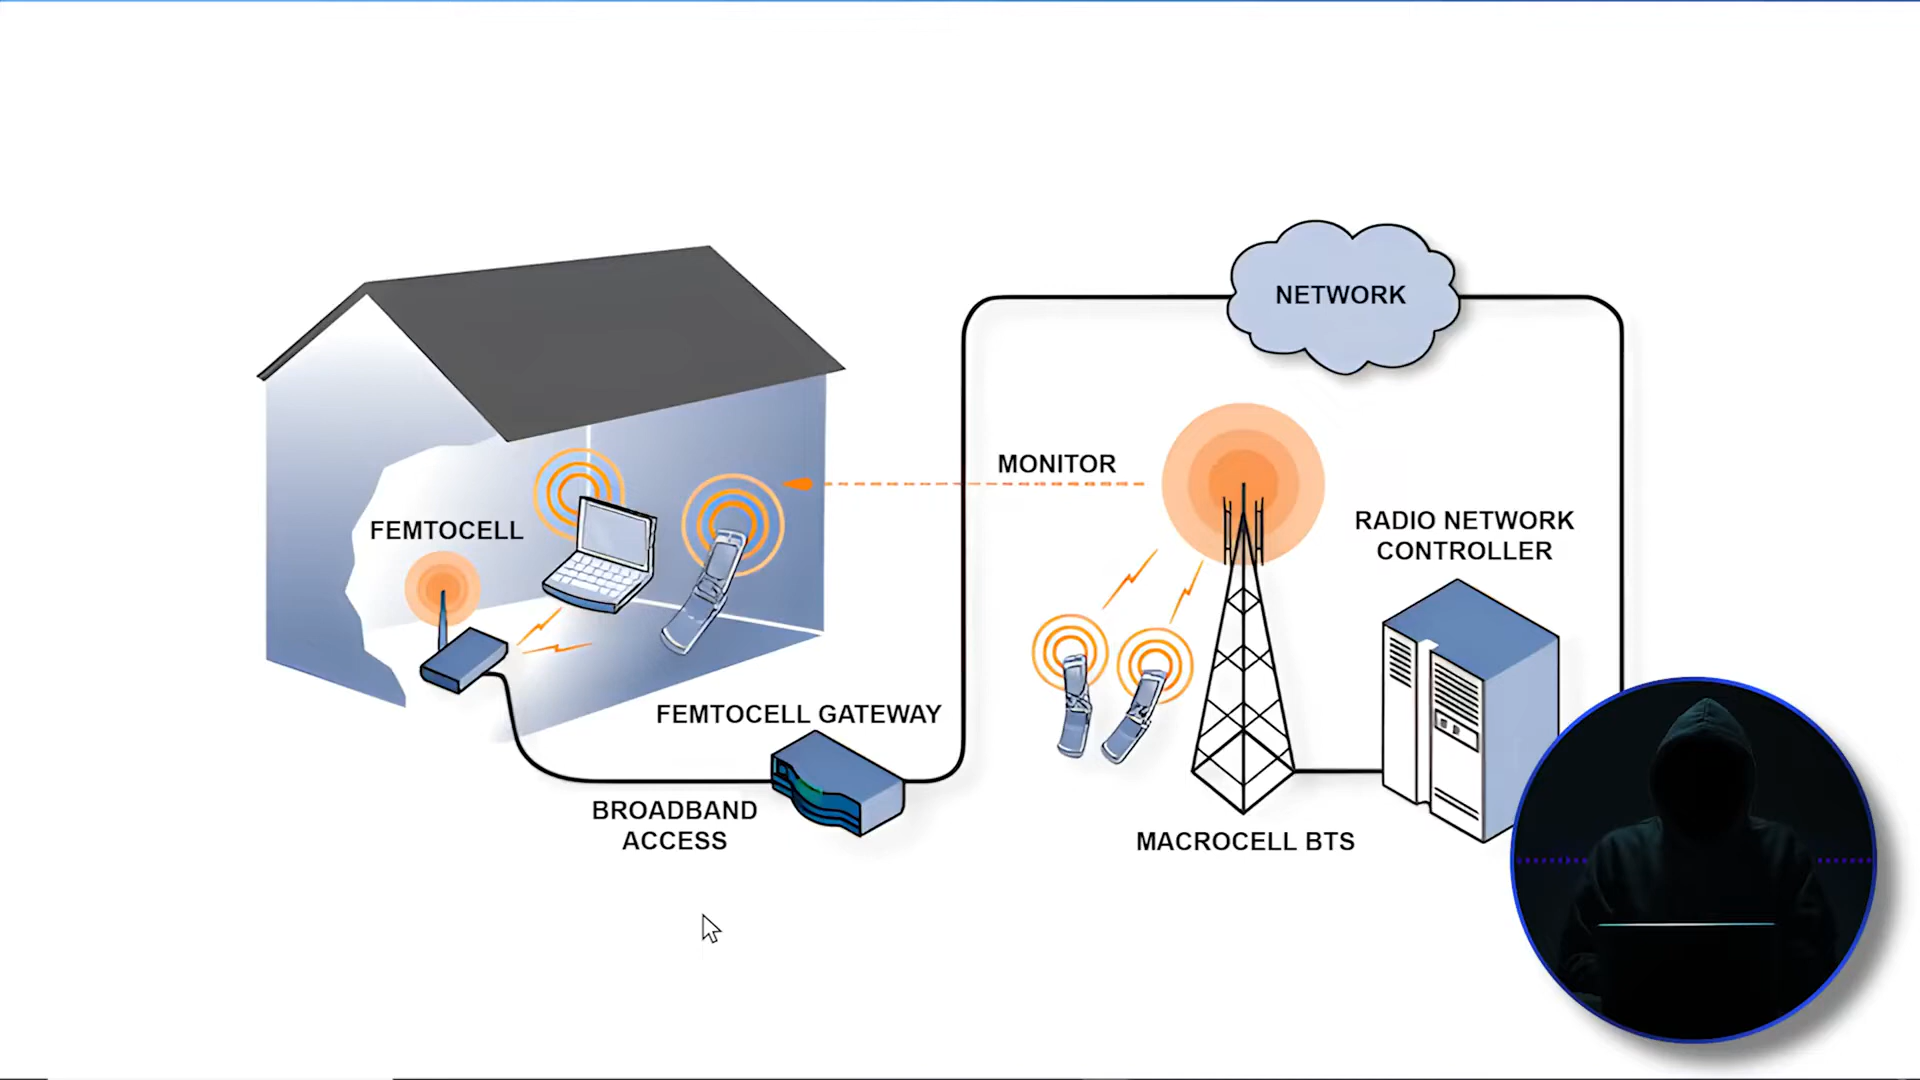 NETWORK
MONITOR
RADIO NETWORK
CONTROLLER
FEMTOCELL
FEMTOCELL GATEWAY
BROADBAND
ACCESS
MACROCELL BTS